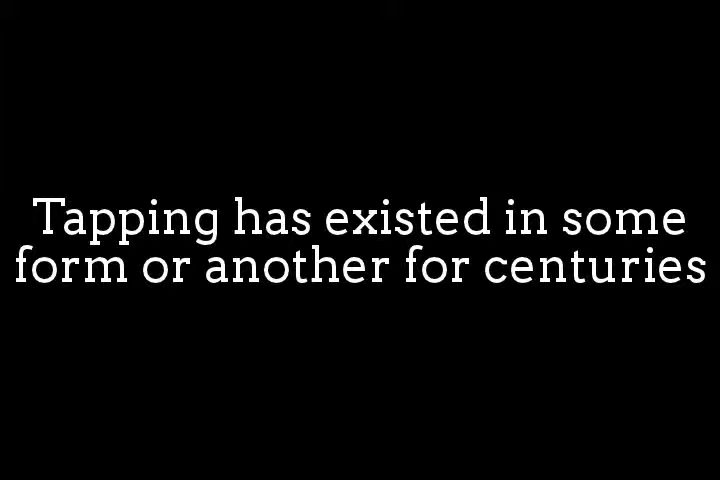 Tapping has existed in some
form or another for centuries